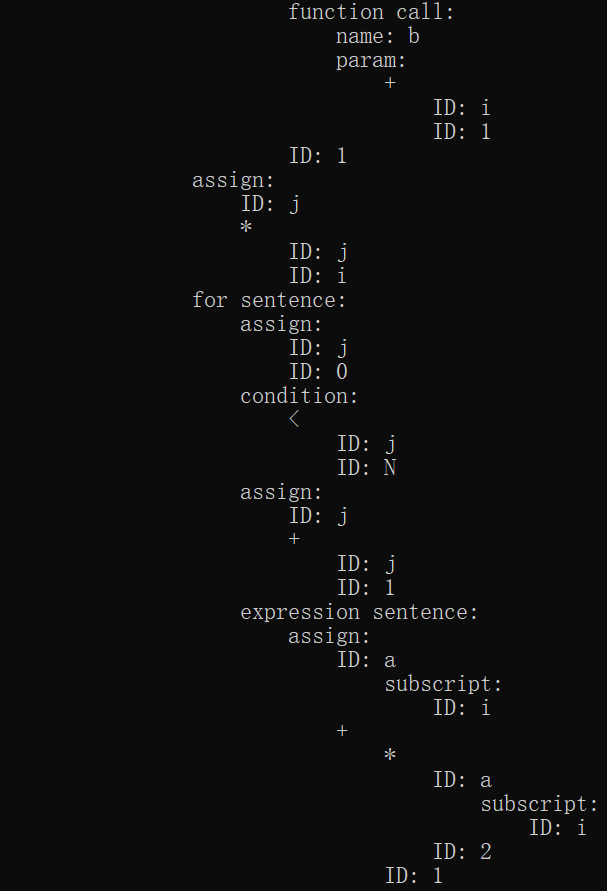 function call:
name: b
param:
+
ID: i
ID: 1
ID: 1
assign:
ID: j
*
ID: j
ID: i
for sentence:
assign:
ID: j
ID: 0
condition:
<
ID: j
ID: N
assign:
ID: j
+
ID: j
ID: 1
expression sentence:
assign:
ID: a
subscript:
ID: i
+
*
ID: a
subscript:
ID: i
ID: 2
ID: 1